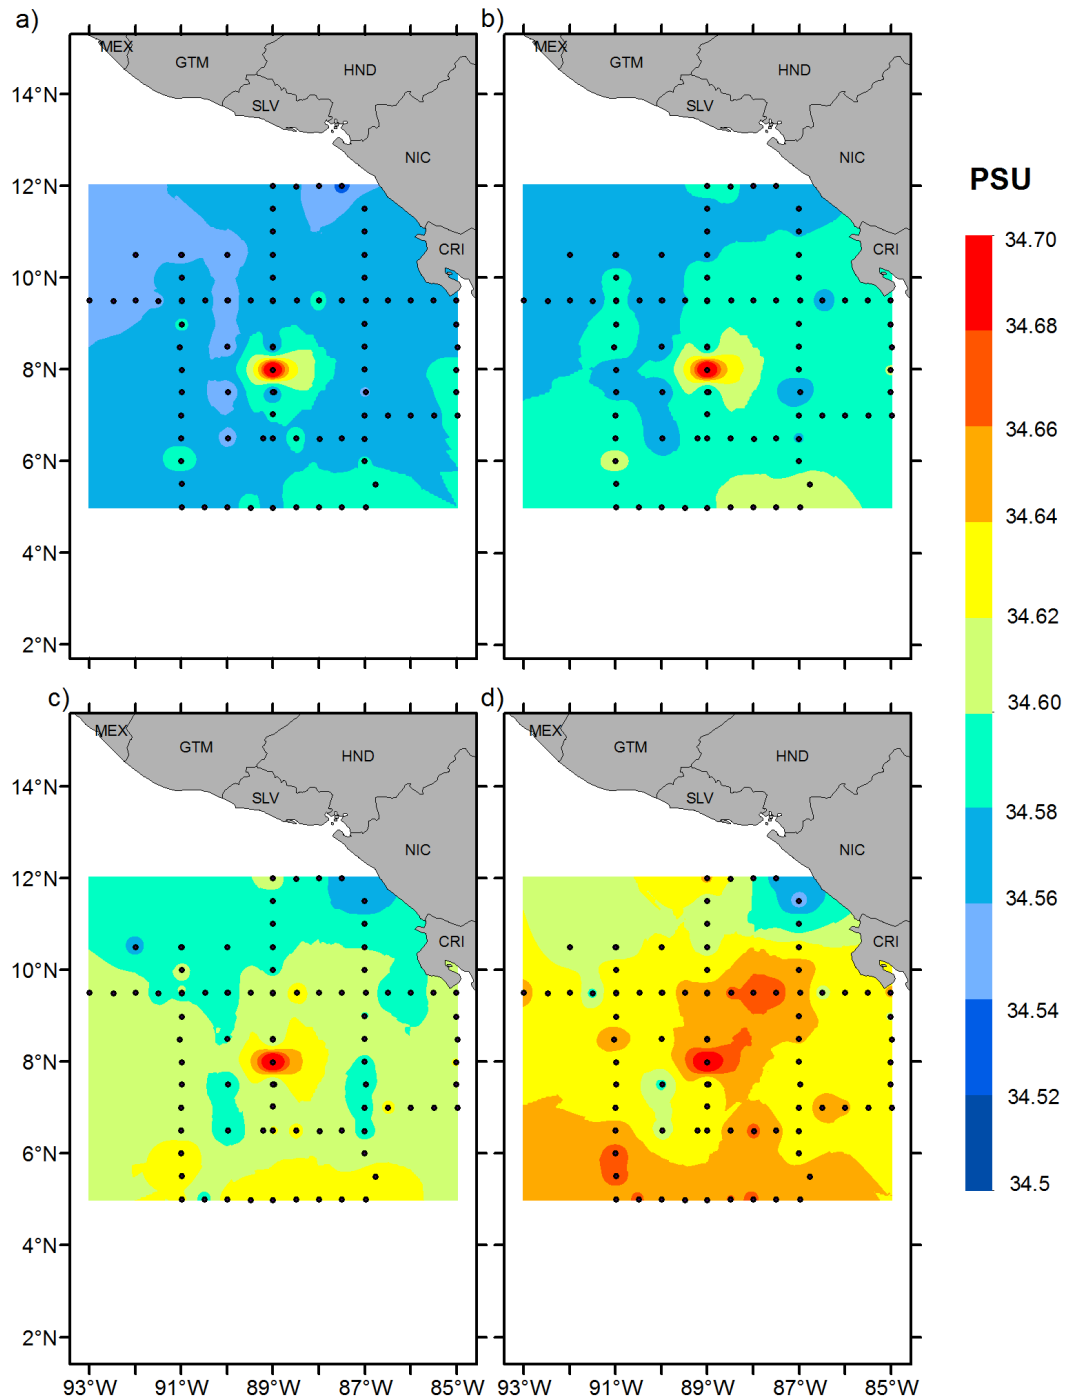 a)
b)
MEX
GTM
HND
SLV
NIC
CRI
MEX
GTM
HND
SLV
NIC
CRI
14°N
12°N
10°N
8°N
6°N
4°N
2°N
PSU
34.70
34.68
34.66
34.64
34.62
34.60
34.58
34.56
34.54
34.52
34.5
c)
d)
MEX
GTM
HND
SLV
NIC
CRI
MEX
GTM
HND
SLV
NIC
CRI
14°N
12°N
10°N
8°N
6°N
4°N
2°N
93°W 91°W 89°W 87°W 85°W
91°W 89°W 87°W 85°W